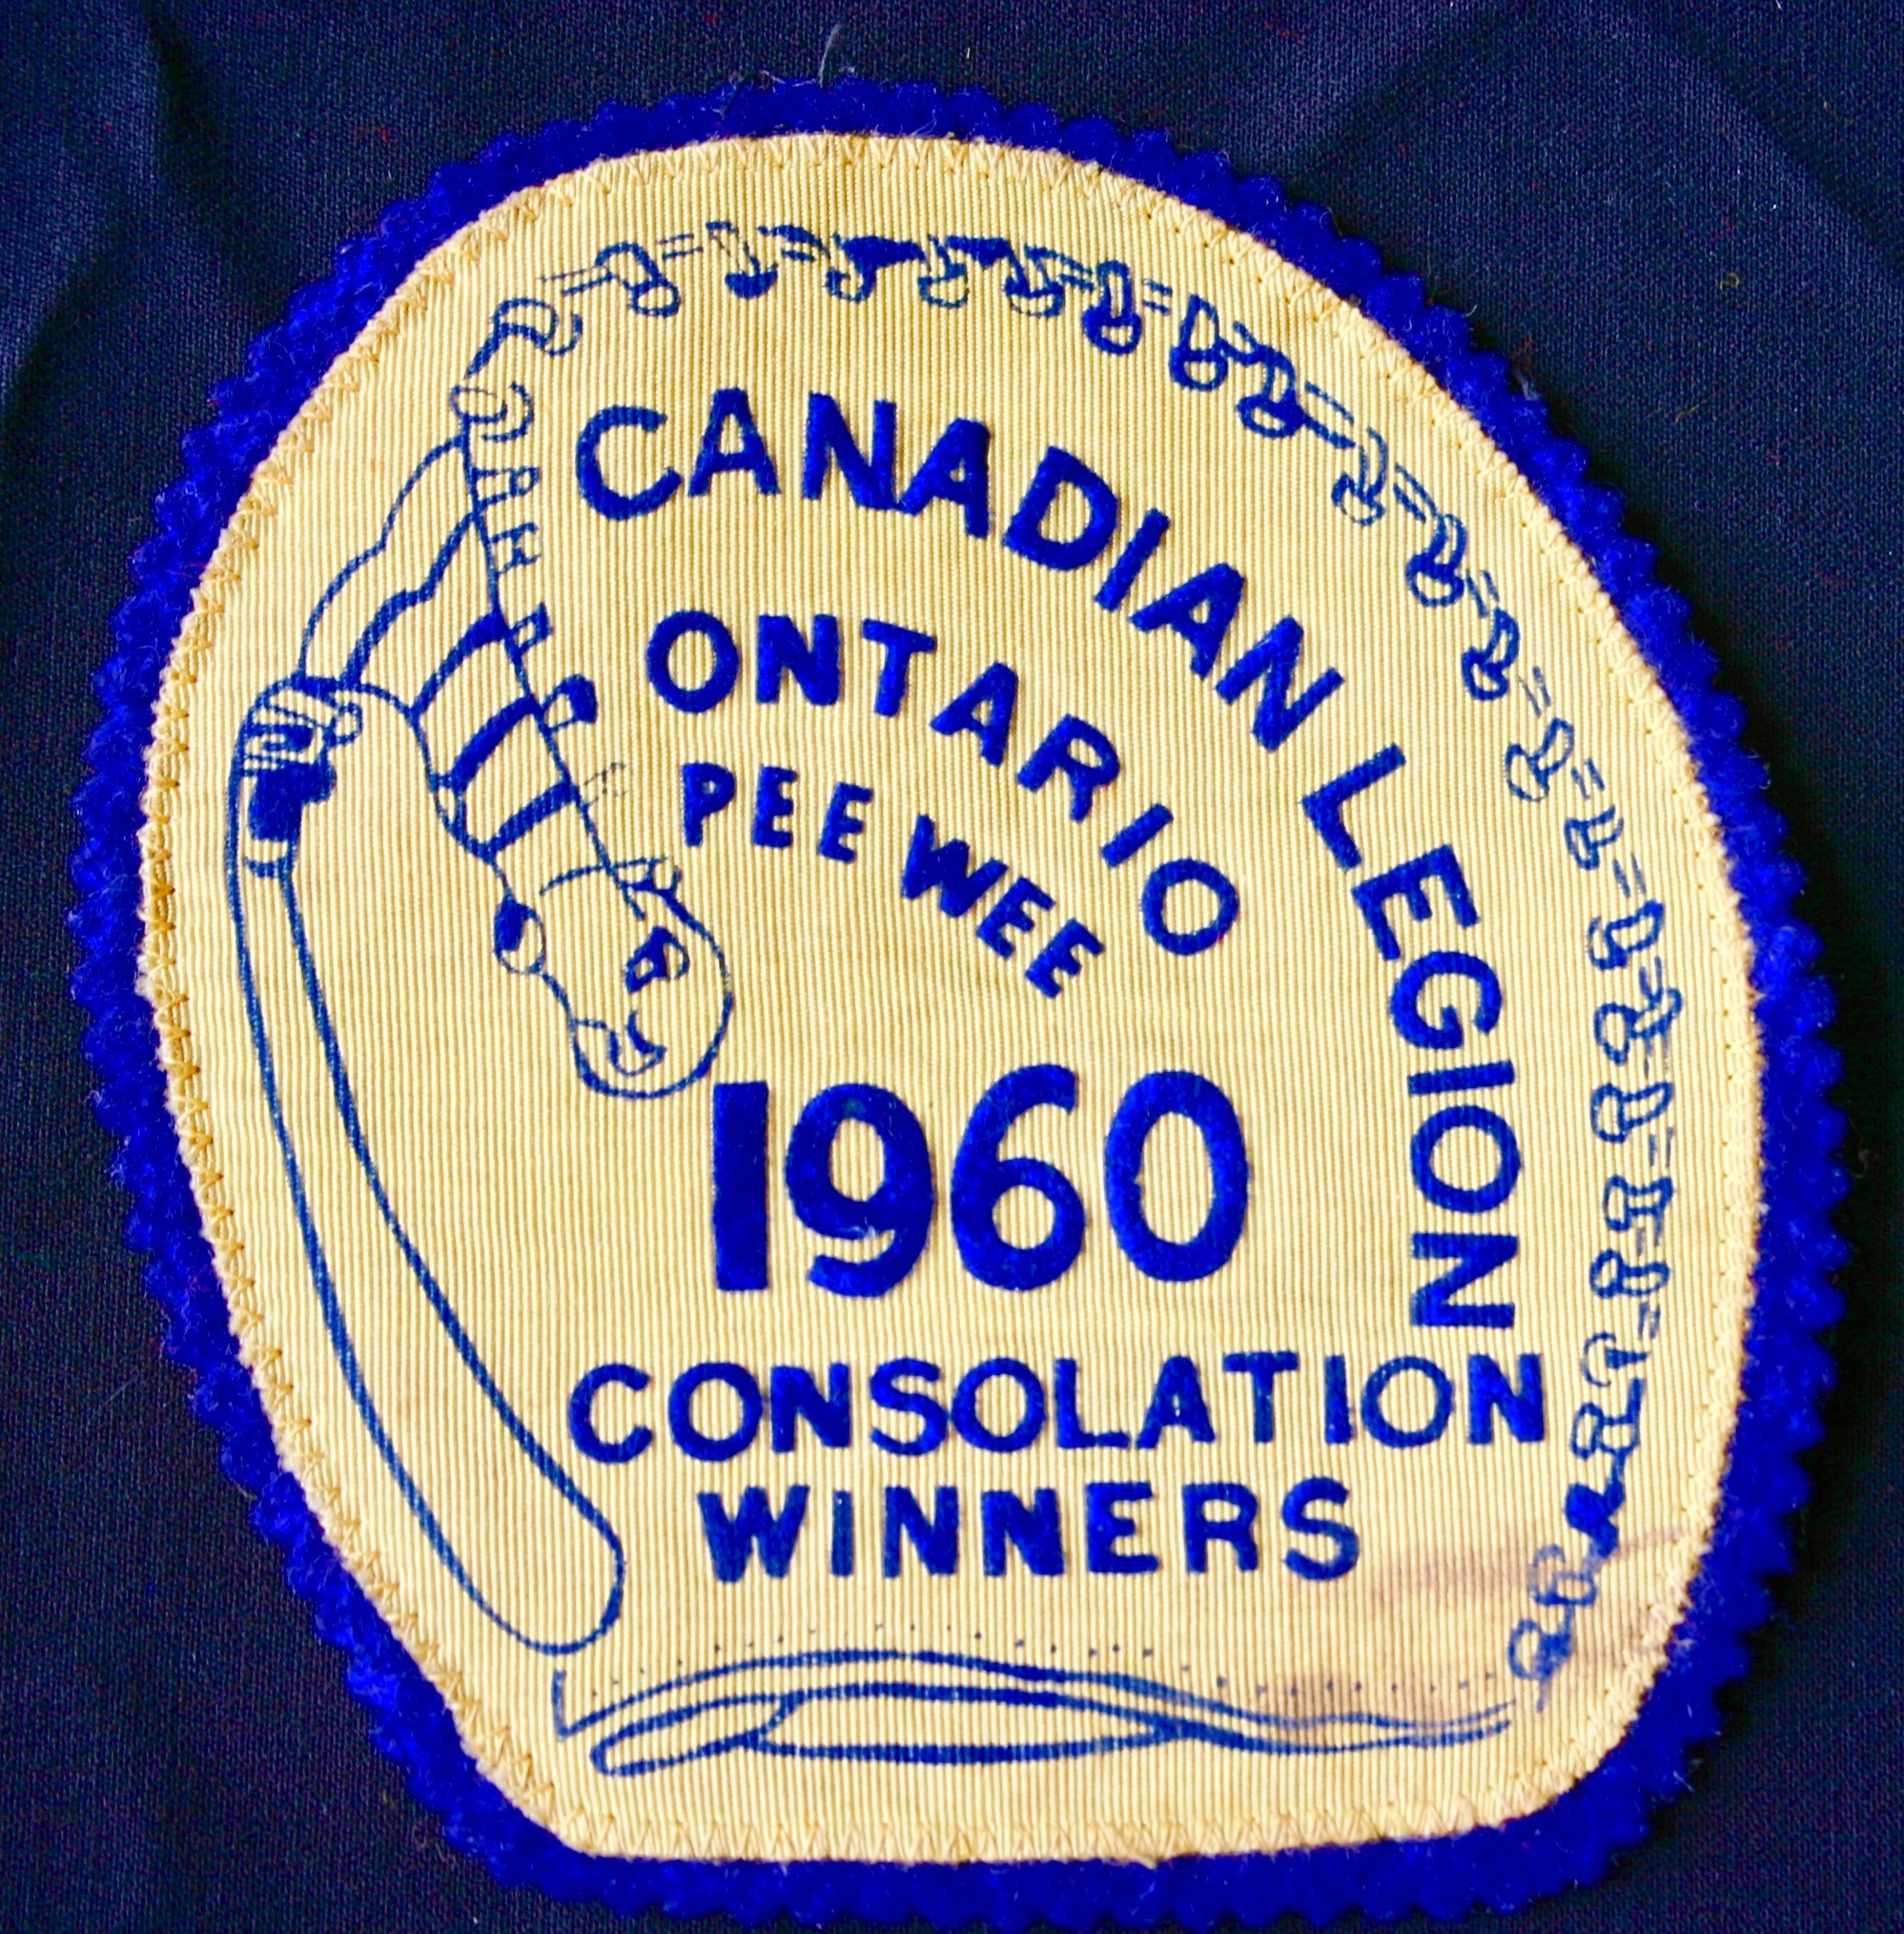 CANADIAN LEGION
ONTARIO
PEE WEE
1960
CONSOLATION
WINNERS